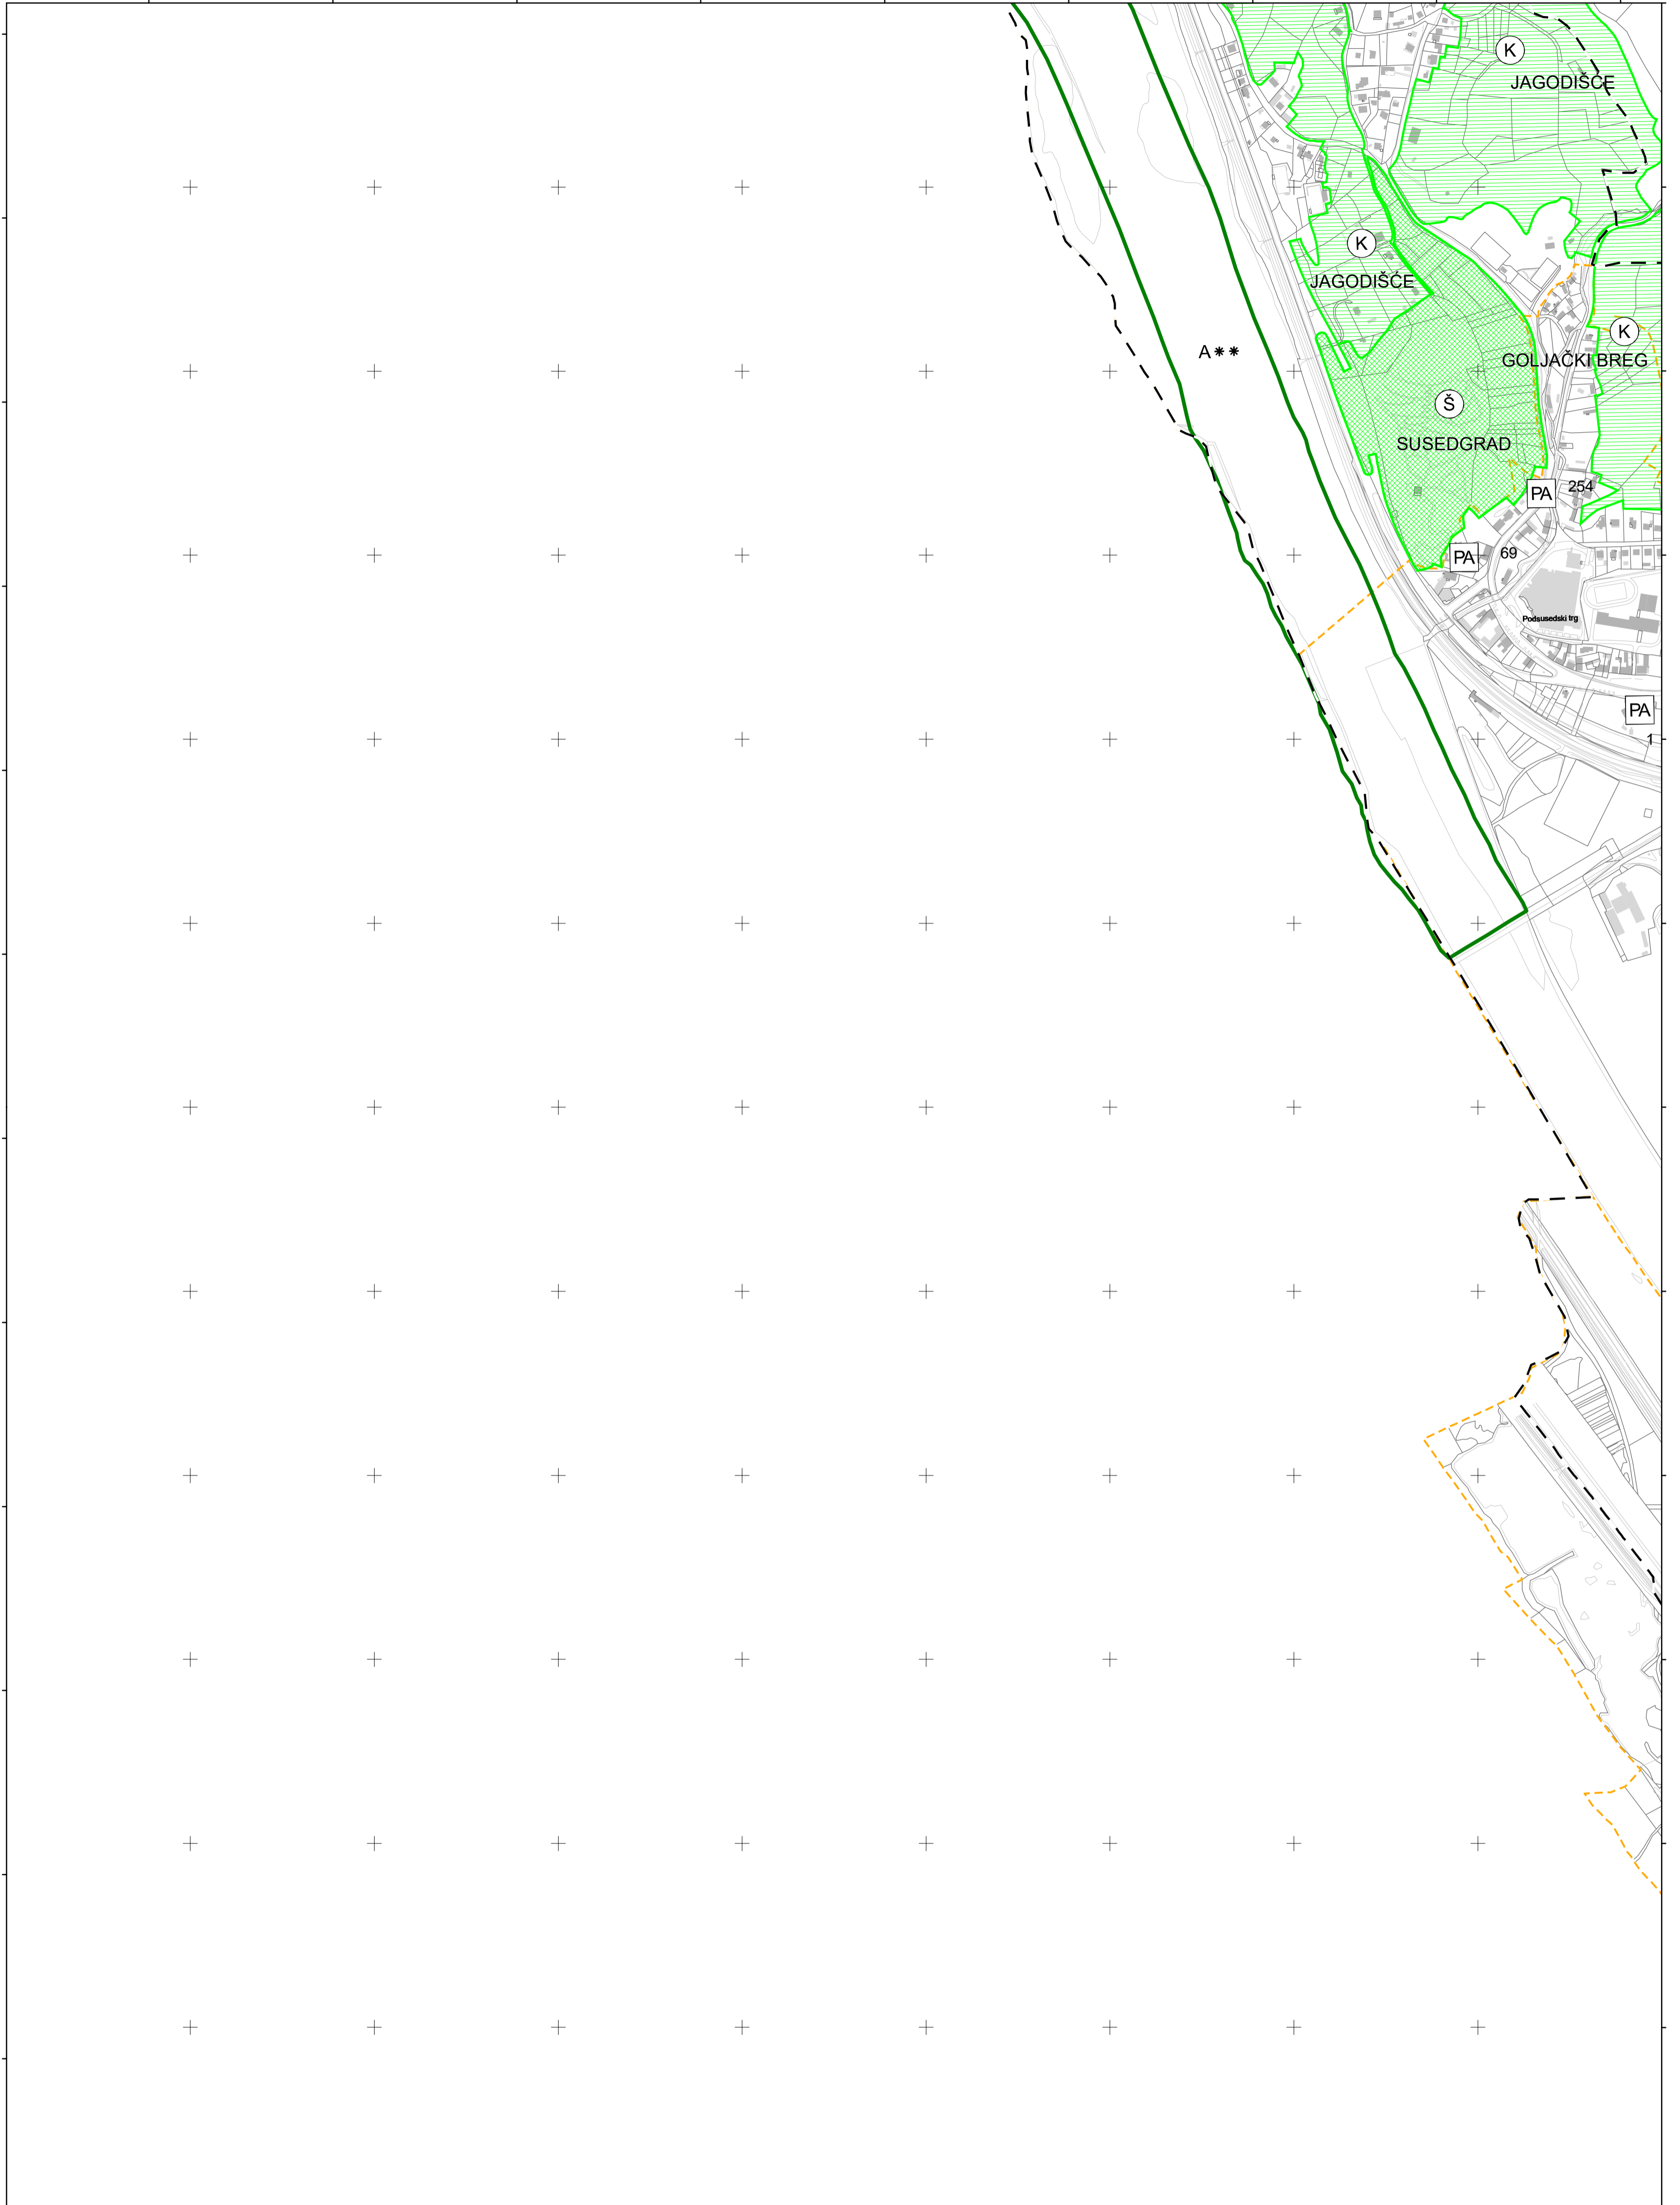 K
JAGODIŠĆE
K
JAGODIŠĆE
K
GOLJAČKI BREG
A**
Š
SUSEDGRAD
PA 254
PA 69
Podsusedski trg
PA
1